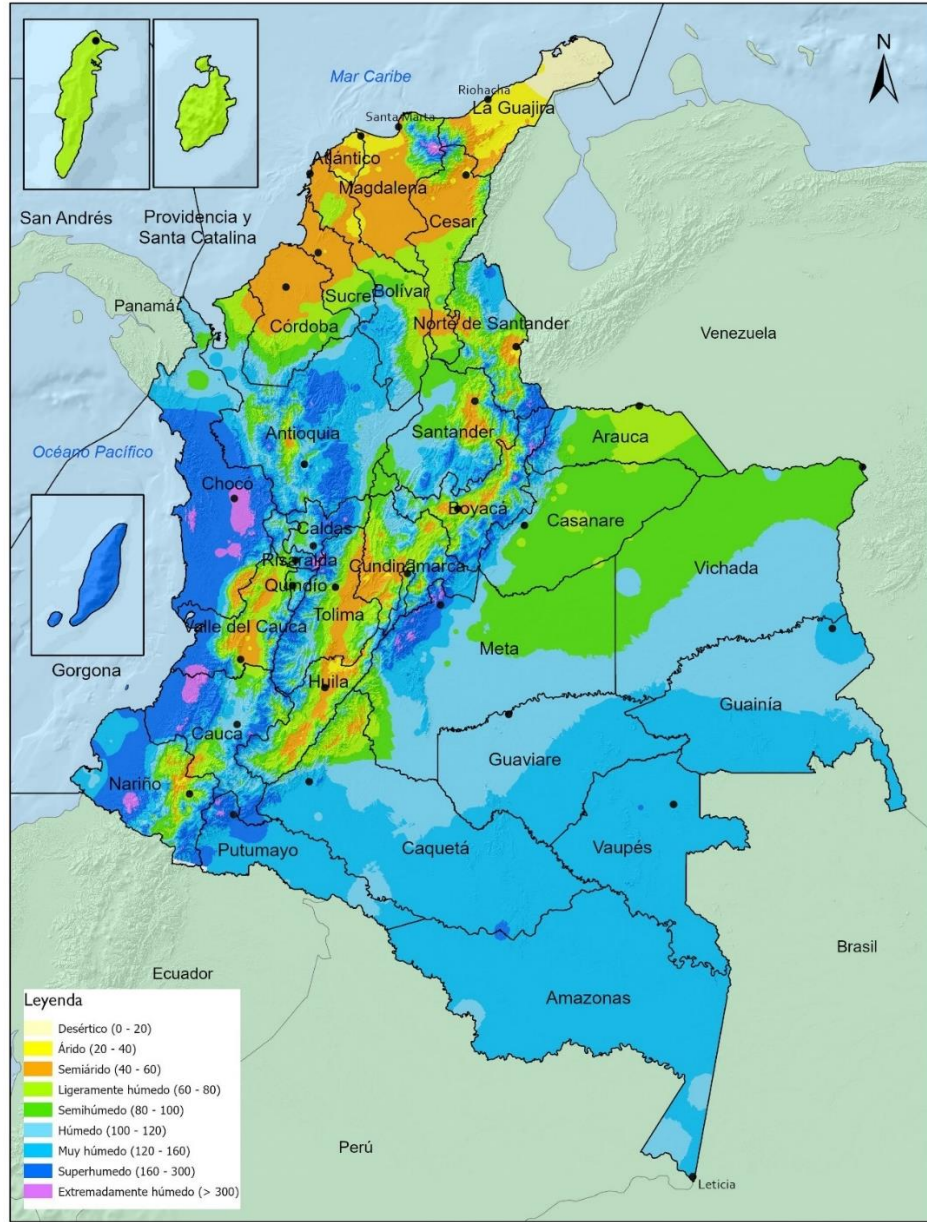 N
Mar Caribe
Riohacha
La Guajira
Santa Marta
Atlántico
Magdalena
Cesar
San Andrés
Providencia y
Santa Catalina
Panamá
Sucre
Bolívar
Córdoba
Norte de Santander
Venezuela
Antioquia
Santander
Arauca
Océano Pacífico
Chocó
Boyacá
Casanare
Caldas
Risaralda
Cundinamarca
Vichada
Quindío
Tolima
Valle del Cauca
Meta
Gorgona
Huila
Guainía
Cauca
Guaviare
Nariño
Putumayo
Caquetá
Vaupés
Brasil
Ecuador
Amazonas
Perú
Leticia
Leyenda
Desértico (0 - 20)
Árido (20 - 40)
Semiárido (40 - 60)
Ligeramente húmedo (60 - 80)
Semihúmedo (80 - 100)
Húmedo (100 - 120)
Muy húmedo (120 - 160)
Superhumedo (160 - 300)
Extremadamente húmedo (> 300)